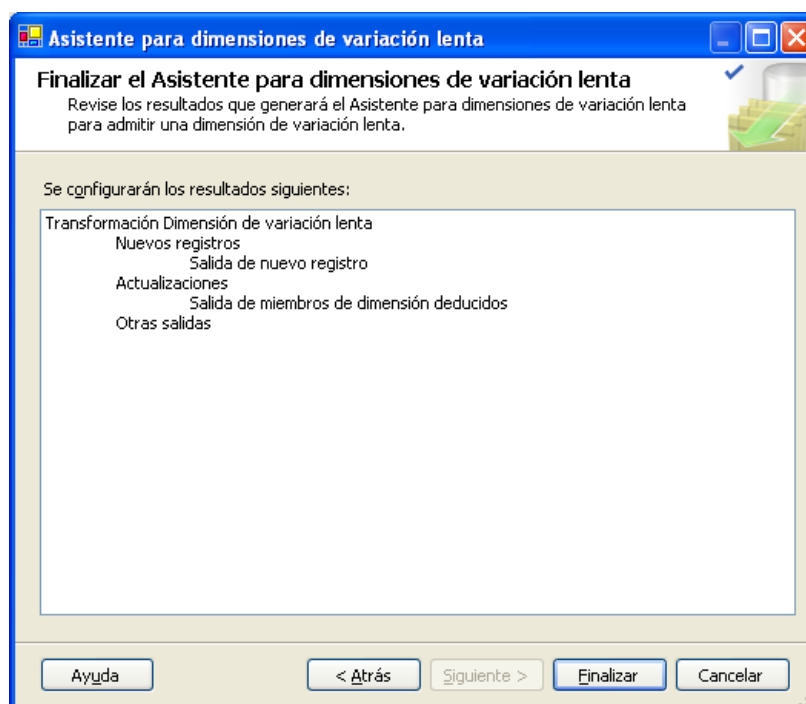 Asistente para dimensiones de variación lenta
Finalizar el Asistente para dimensiones de variación lenta
Revise los resultados que generará el Asistente para dimensiones de variación lenta
para admitir una dimensión de variación lenta.
Se configurarán los resultados siguientes:
Transformación Dimensión de variación lenta
Nuevos registros
Salida de nuevo registro
Actualizaciones
Salida de miembros de dimensión deducidos
Otras salidas
Ayuda
< Atrás
Siguiente >
Finalizar
Cancelar